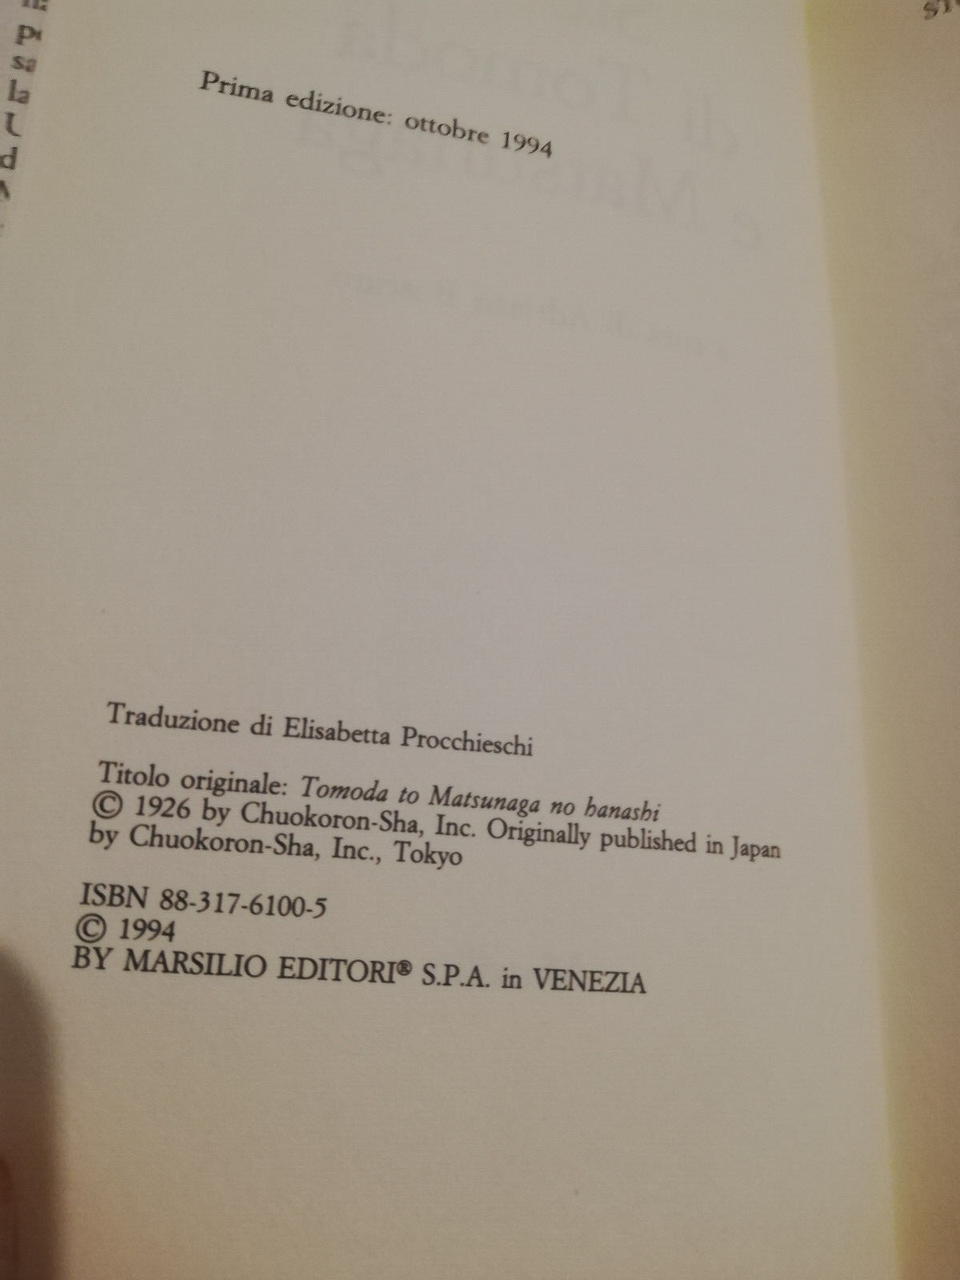 Prima edizione: ottobre 1994
Traduzione di Elisabetta Procchieschi
Titolo originale: Tomoda to Matsunaga no hanashi
© 1926 by Chuokoron-Sha, Inc. Originally published in Japan
by Chuokoron-Sha, Inc., Tokyo
ISBN 88-317-6100-5
© 1994
BY MARSILIO EDITORI® S.P.A. in VENEZIA